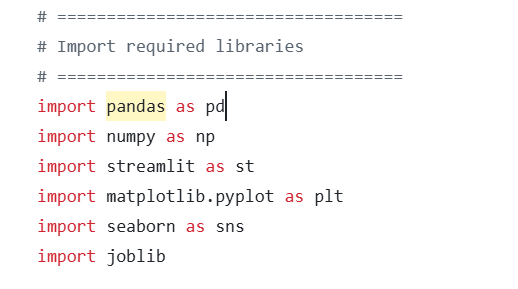 # ===================================
# Import required libraries
# ===================================
import pandas as pd
import numpy as np
import streamlit as st
import matplotlib.pyplot as plt
import seaborn as sns
import joblib